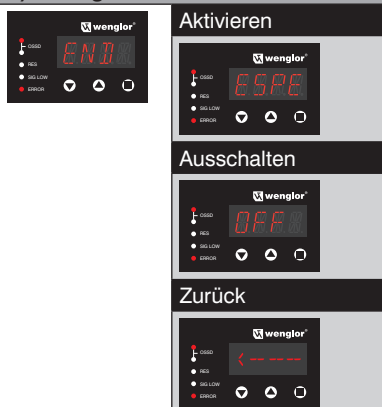 wenglor®
OSSD
RES
SIG LOW
ERROR
END
Aktivieren
wenglor®
OSSD
RES
SIG LOW
ERROR
ESPE
Ausschalten
wenglor®
OSSD
RES
SIG LOW
ERROR
OFF
Zurück
wenglor®
OSSD
RES
SIG LOW
ERROR
<----